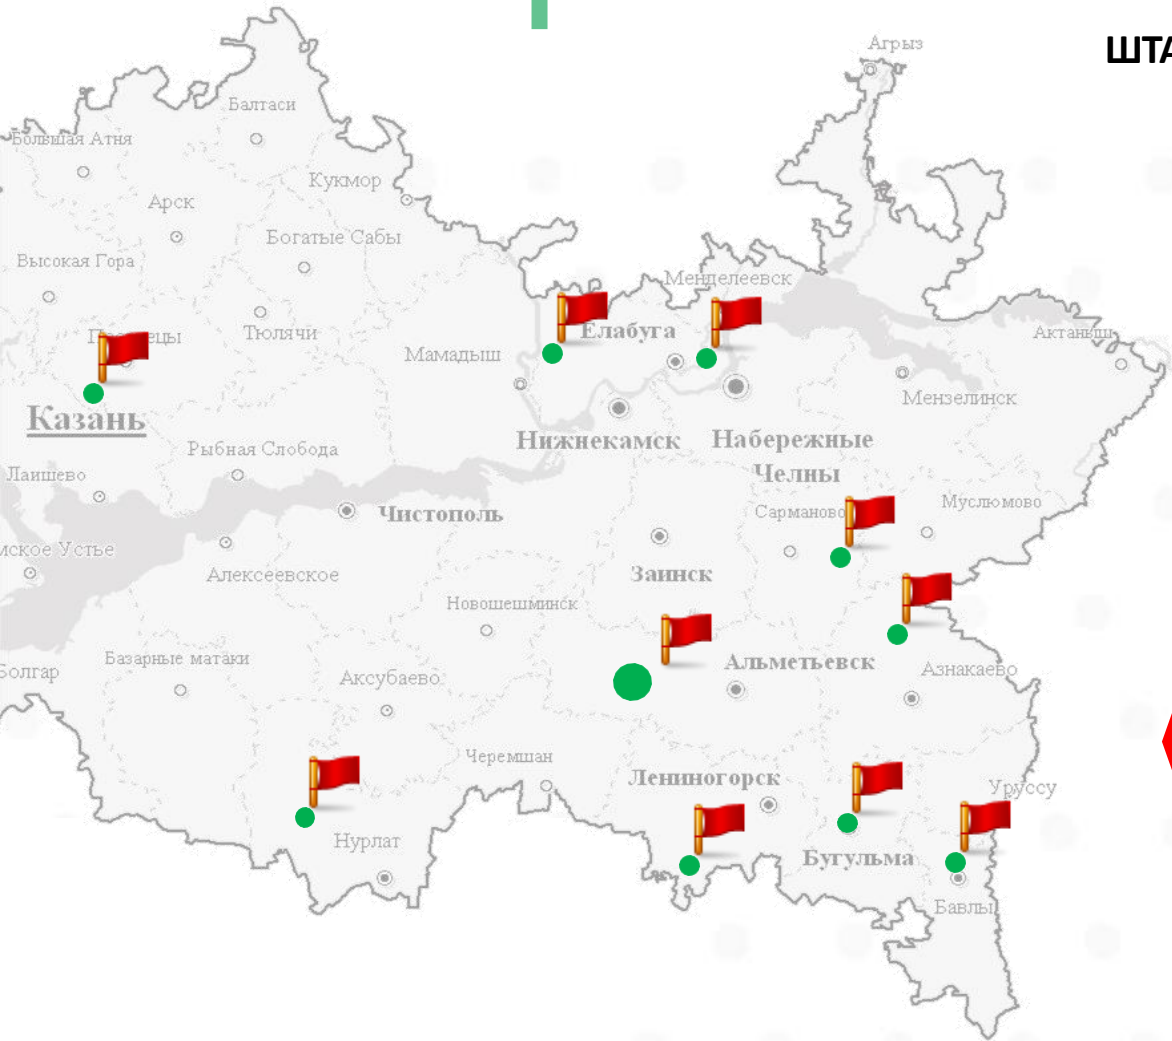 Агрыз
ШТА
Балтаси
Большая Атня
Кукмор
Арск
Богатые Сабы
Высокая Гора
Менделеевск
Тюлячи
Елабуга
Актаныш
Мамадыш
Мензелинск
Казань
Нижнекамск
Набережные
Челны
Рыбная Слобода
Лаишево
Муслюмово
Сарманово
Чистополь
мское Устье
Алексеевское
Заинск
Новошешминск
Базарные матаки
Альметьевск
Азнакаево
Болгар
Аксубаево
Черемшан
Лениногорск
Уруссу
Нурлат
Бугульма
Бавлы